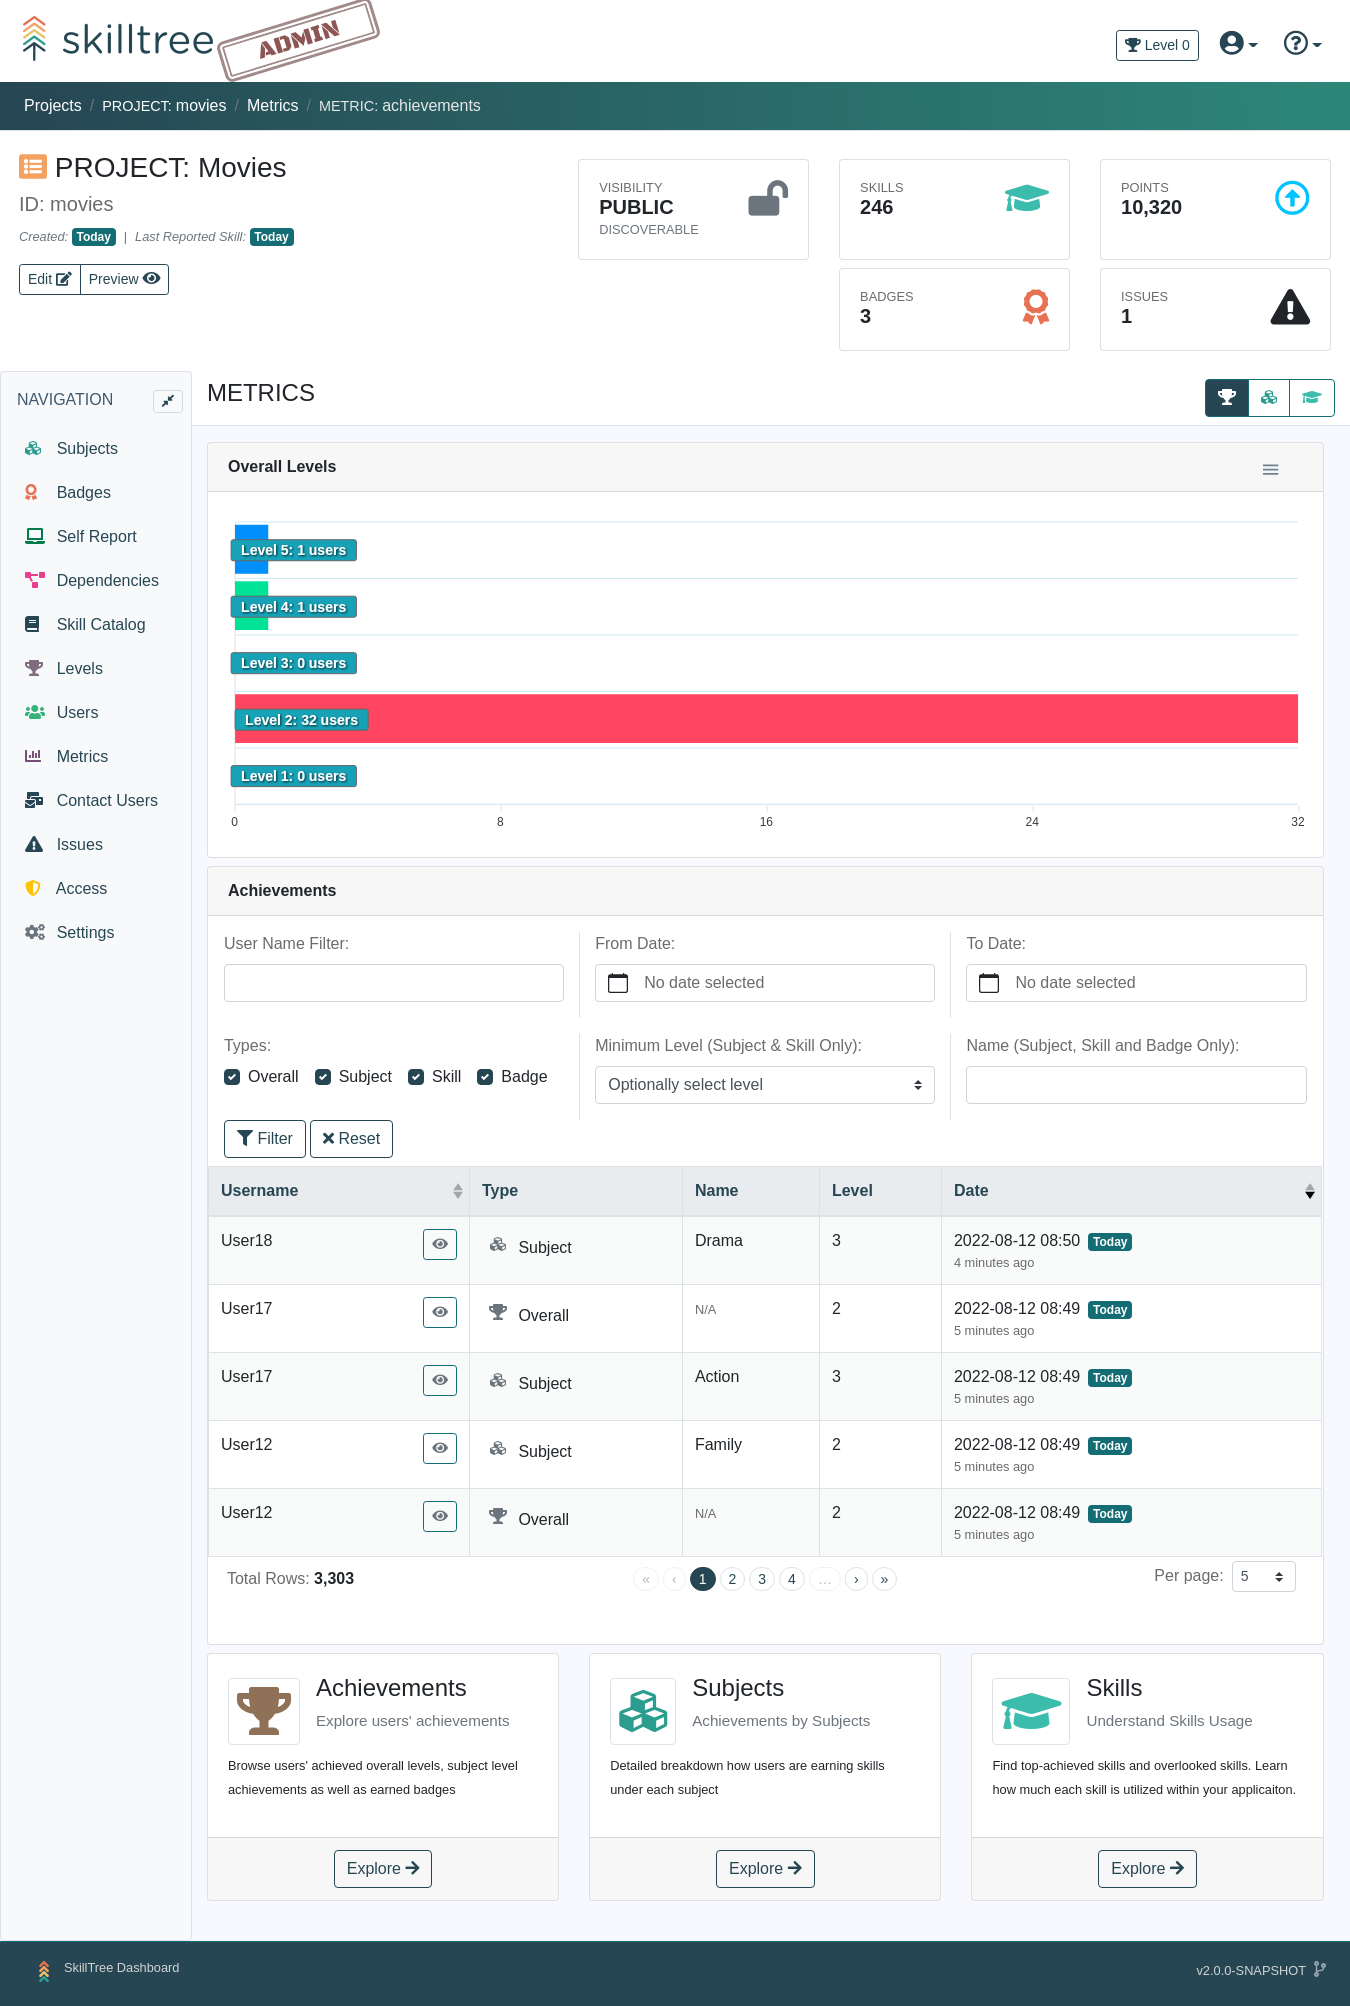 skilltree
ADMIN
Level 0
Projects / PROJECT: movies / Metrics / METRIC: achievements
PROJECT: Movies
ID: movies
Created: Today | Last Reported Skill: Today
Edit
Preview
VISIBILITY
PUBLIC
DISCOVERABLE
SKILLS
246
POINTS
10,320
BADGES
3
ISSUES
1
NAVIGATION
Subjects
Badges
Self Report
Dependencies
Skill Catalog
Levels
Users
Metrics
Contact Users
Issues
Access
Settings
METRICS
Overall Levels
Level 5: 1 users
Level 4: 1 users
Level 3: 0 users
Level 2: 32 users
Level 1: 0 users
0 8 16 24 32
Achievements
User Name Filter:
From Date:
No date selected
To Date:
No date selected
Types:
Overall Subject Skill Badge
Minimum Level (Subject & Skill Only):
Optionally select level
Name (Subject, Skill and Badge Only):
Filter Reset
Username Type Name Level Date
User18 Subject Drama 3 2022-08-12 08:50 Today
4 minutes ago
User17 Overall N/A 2 2022-08-12 08:49 Today
5 minutes ago
User17 Subject Action 3 2022-08-12 08:49 Today
5 minutes ago
User12 Subject Family 2 2022-08-12 08:49 Today
5 minutes ago
User12 Overall N/A 2 2022-08-12 08:49 Today
5 minutes ago
Total Rows: 3,303
« ‹ 1 2 3 4 … › »
Per page: 5
Achievements
Explore users' achievements
Browse users' achieved overall levels, subject level
achievements as well as earned badges
Explore
Subjects
Achievements by Subjects
Detailed breakdown how users are earning skills
under each subject
Explore
Skills
Understand Skills Usage
Find top-achieved skills and overlooked skills. Learn
how much each skill is utilized within your applicaiton.
Explore
SkillTree Dashboard
v2.0.0-SNAPSHOT